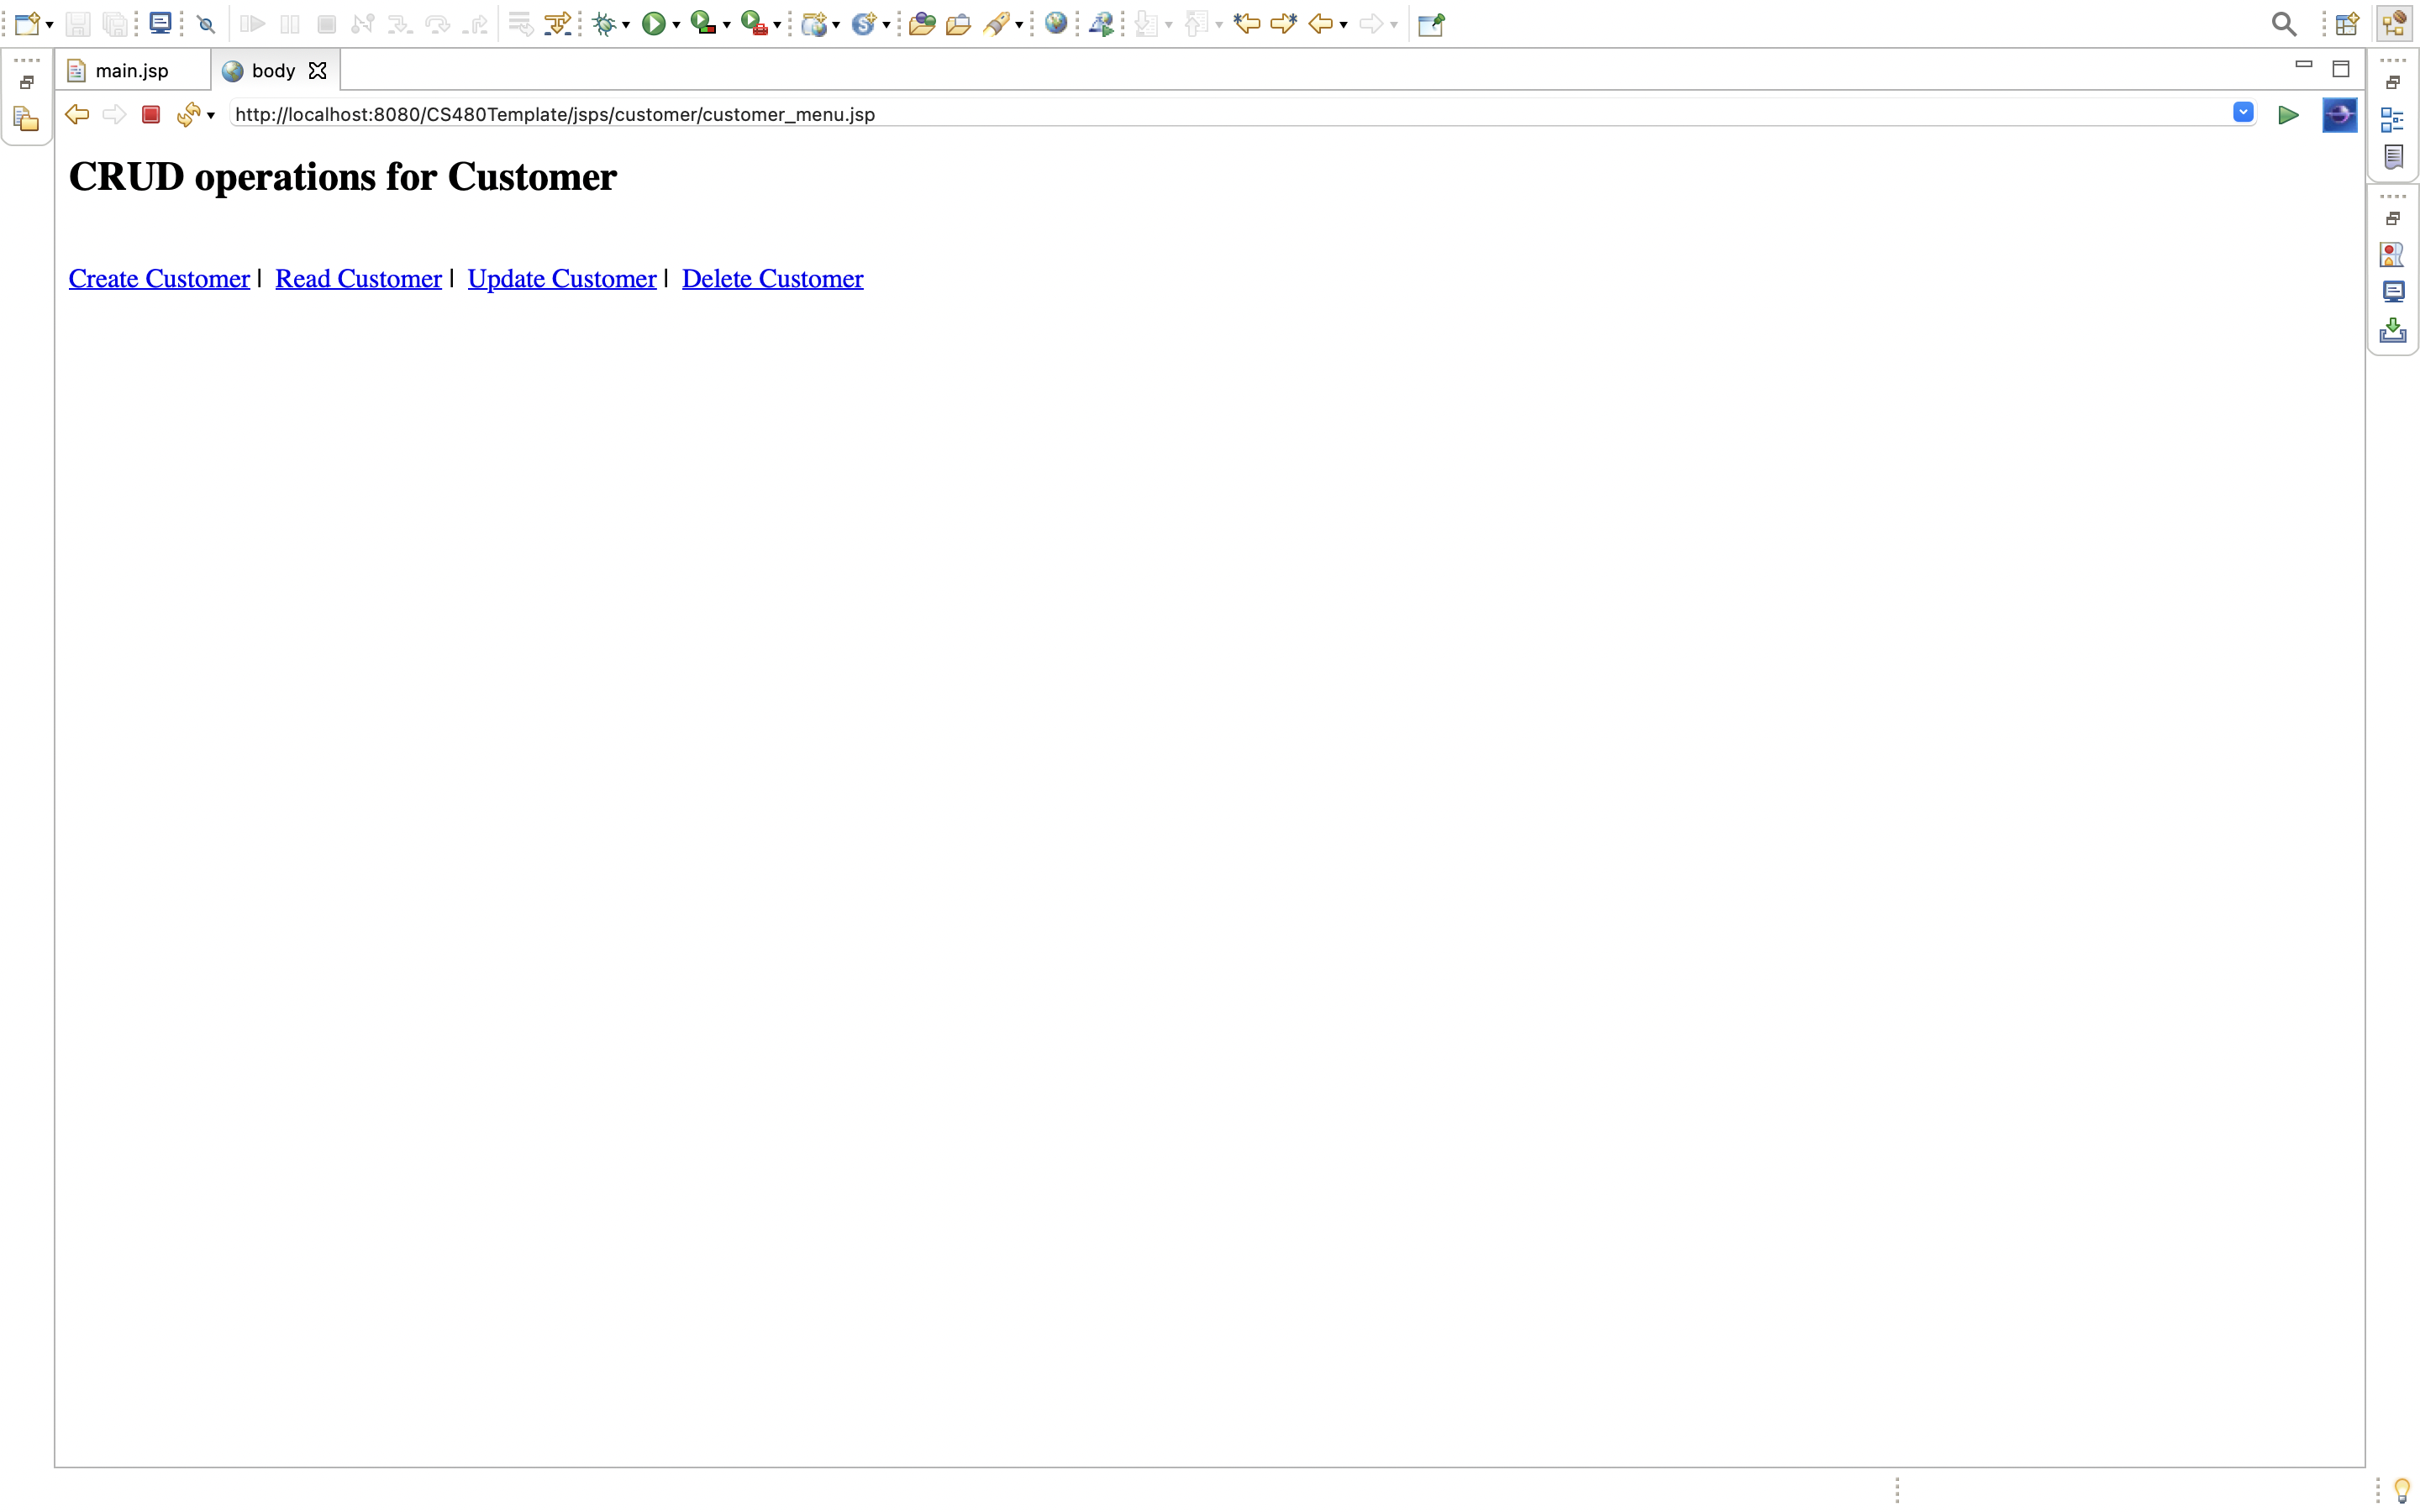 main.jsp
body
http://localhost:8080/CS480Template/jsps/customer/customer_menu.jsp
CRUD operations for Customer
Create Customer | Read Customer | Update Customer | Delete Customer